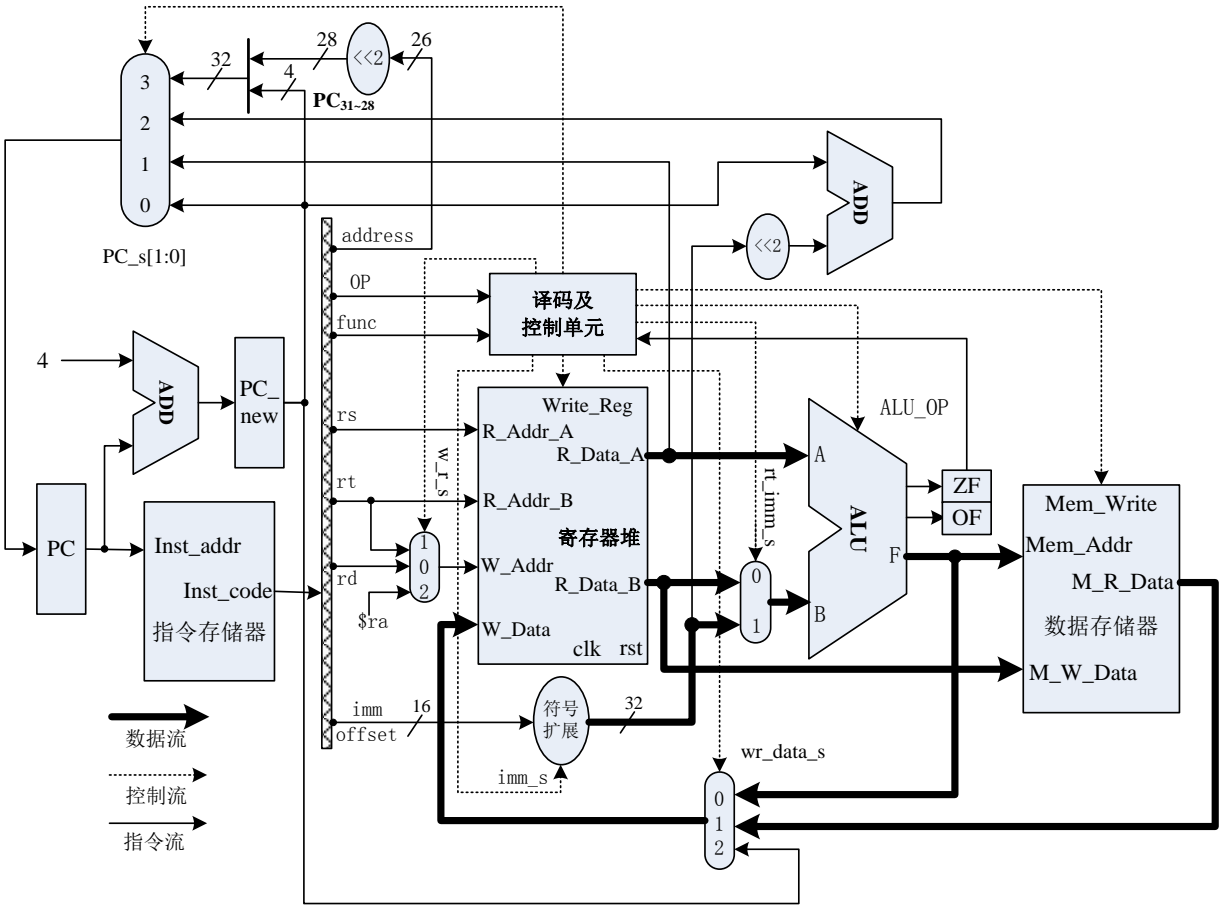 28
<<2
26
32
4
3
PC31~28
2
1
0
ADD
<<2
address
PC_s[1:0]
OP
译码及
控制单元
func
4
ADD
PC_
new
Write_Reg
ALU_OP
rs
R_Addr_A
R_Data_A
w_r_s
rt_imm_s
A
rt
R_Addr_B
ZF
OF
Mem_Write
PC
Inst_addr
寄存器堆
ALU
1
0
2
W_Addr
F
Mem_Addr
rd
R_Data_B
0
1
M_R_Data
Inst_code
B
$ra
指令存储器
W_Data
数据存储器
clk rst
M_W_Data
imm
offset
16
符号
扩展
32
数据流
imm_s
wr_data_s
控制流
0
1
2
指令流